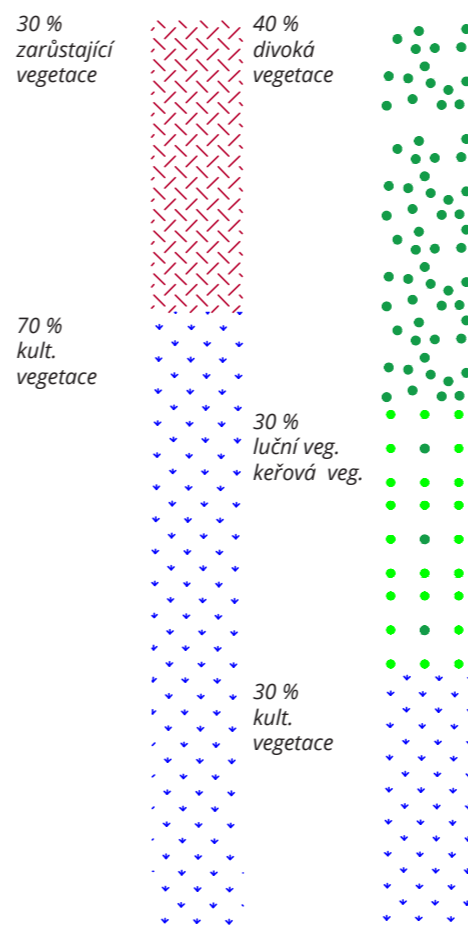 30 %
zarůstající
vegetace
70 %
kult.
vegetace
40 %
divoká
vegetace
30 %
luční veg.
keřová veg.
30 %
kult.
vegetace